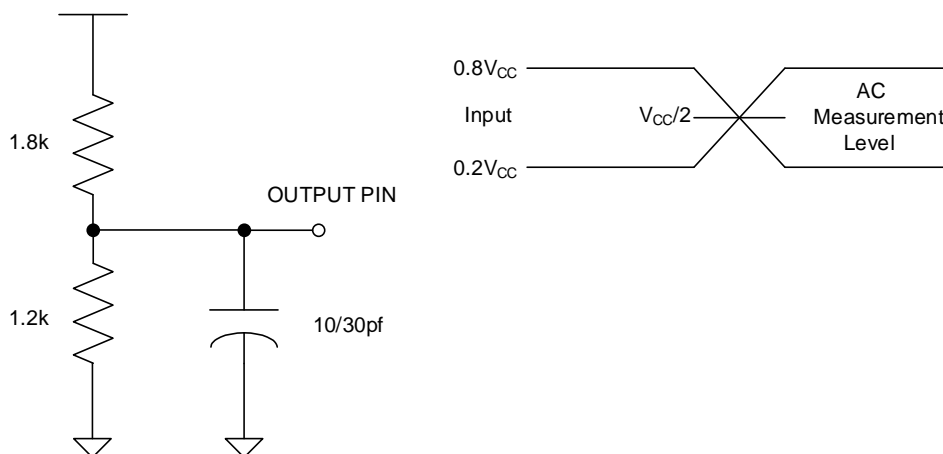 1.8k
OUTPUT PIN
1.2k
10/30pf
0.8VCC
Input
VCC/2
0.2VCC
AC
Measurement
Level